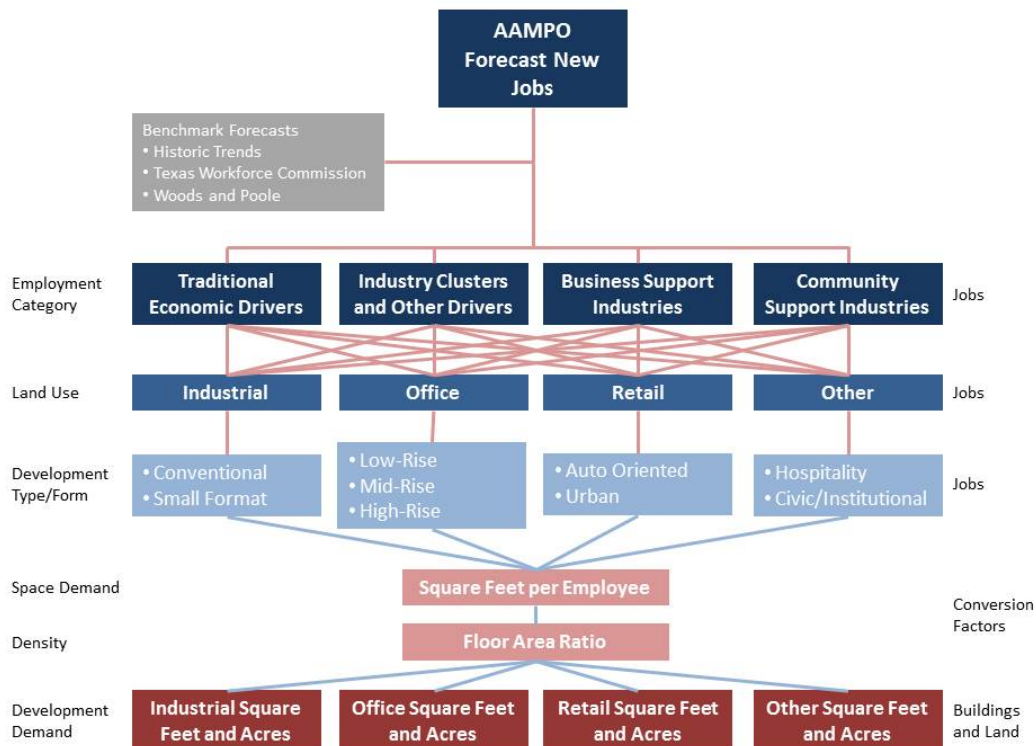 AAMPO
Forecast New
Jobs
Benchmark Forecasts
• Historic Trends
• Texas Workforce Commission
• Woods and Poole
Employment
Category
Traditional
Economic Drivers
Industry Clusters
and Other Drivers
Business Support
Industries
Community
Support Industries
Jobs
Land Use
Industrial
Office
Retail
Other
Jobs
Development
Type/Form
• Conventional
• Small Format
• Low-Rise
• Mid-Rise
• High-Rise
• Auto Oriented
• Urban
• Hospitality
• Civic/Institutional
Jobs
Space Demand
Square Feet per Employee
Conversion
Factors
Density
Floor Area Ratio
Development
Demand
Industrial Square
Feet and Acres
Office Square Feet
and Acres
Retail Square Feet
and Acres
Other Square Feet
and Acres
Buildings
and Land